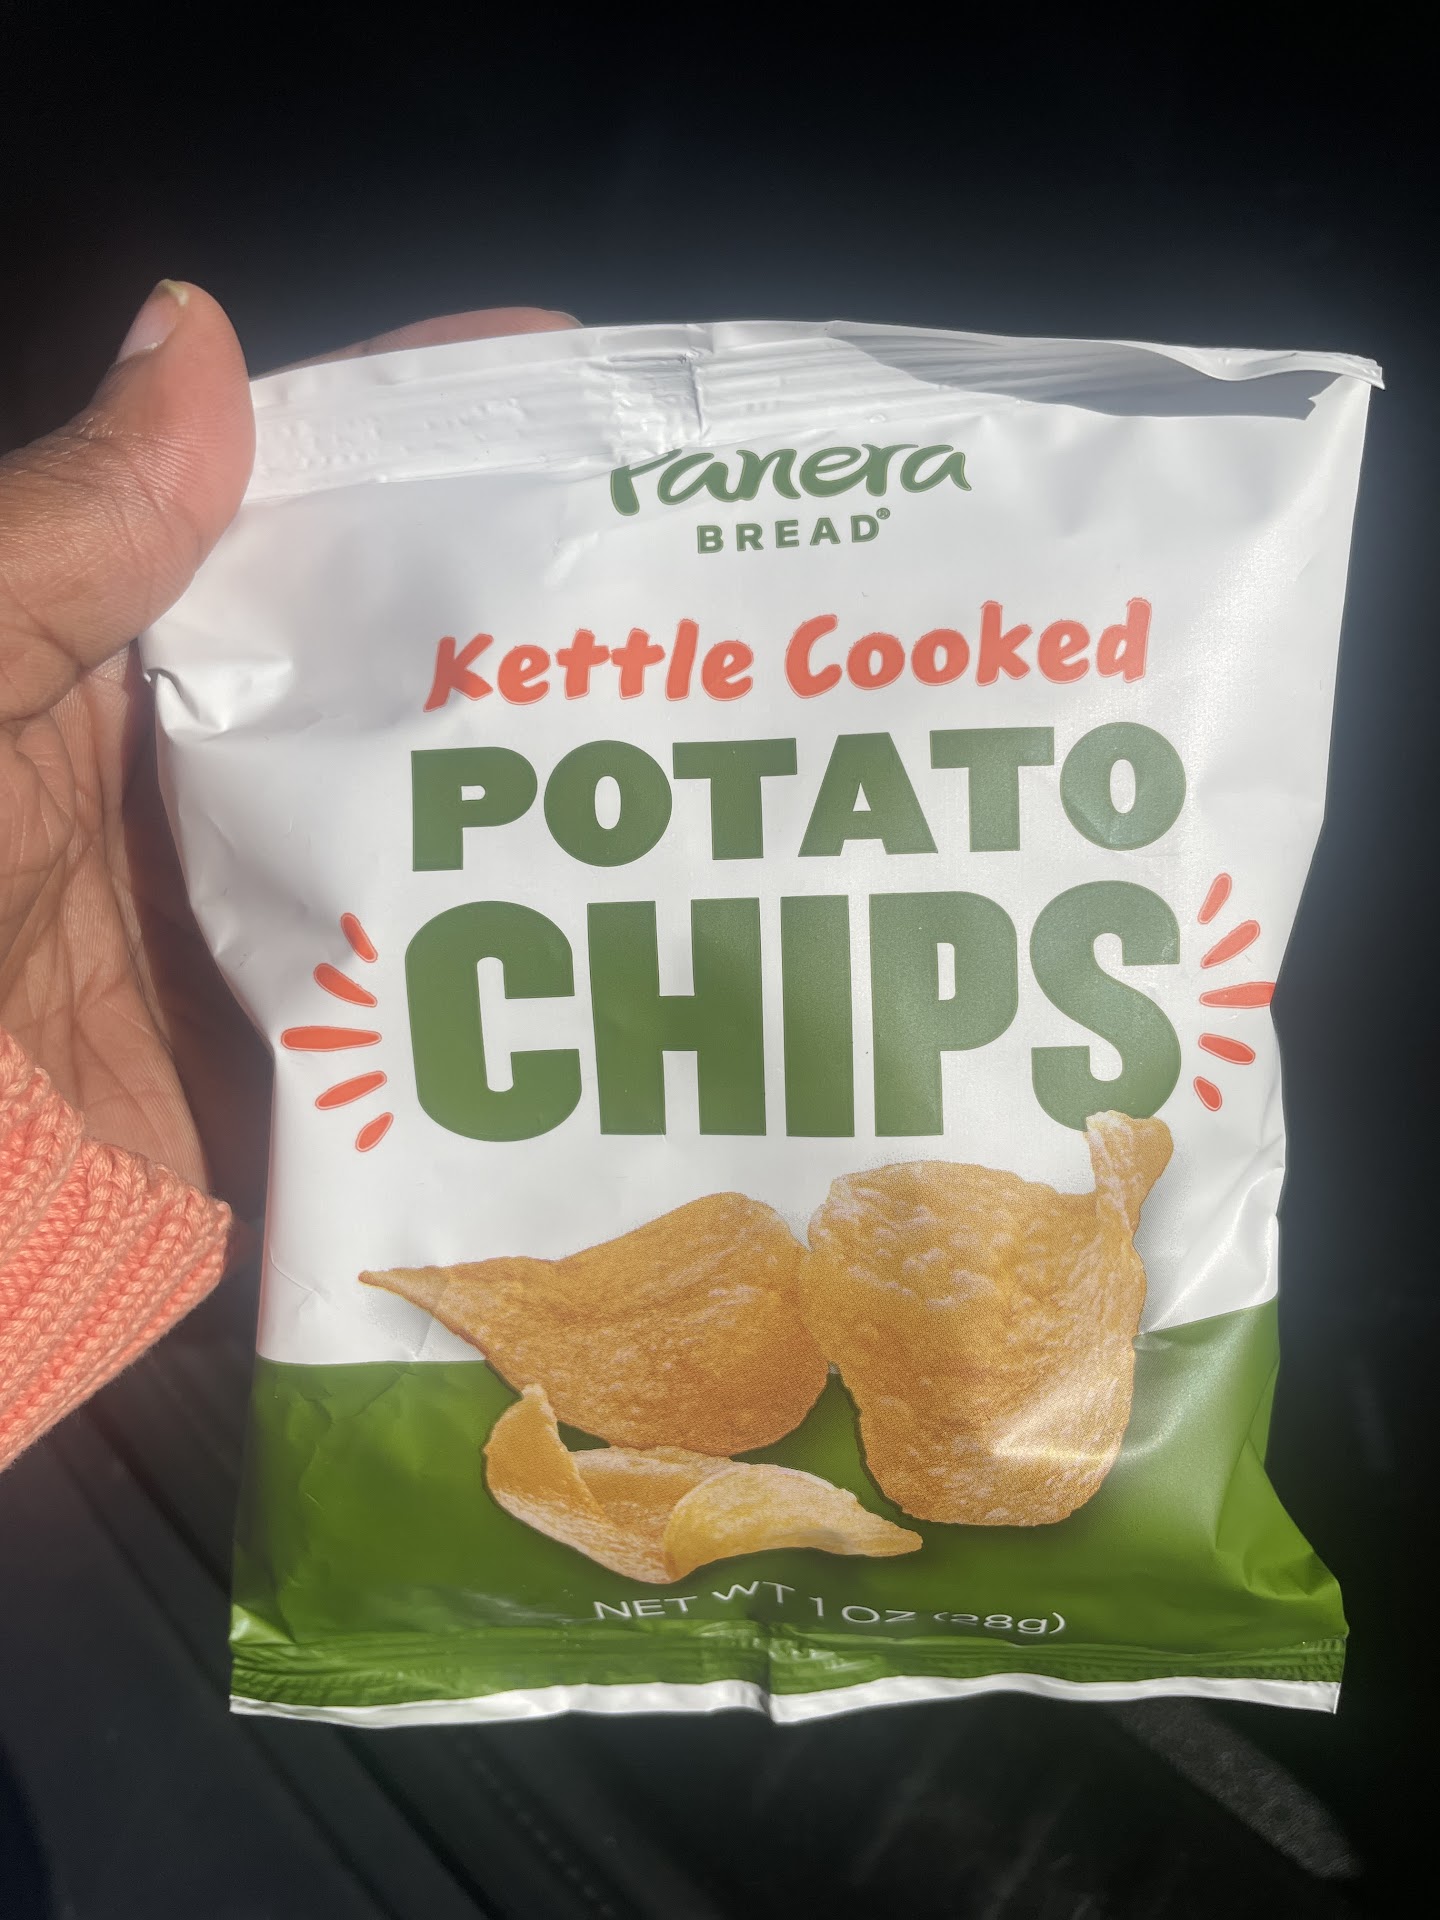 Panera
BREAD®
Kettle Cooked
POTATO
CHIPS
NET WT 1 OZ (28g)